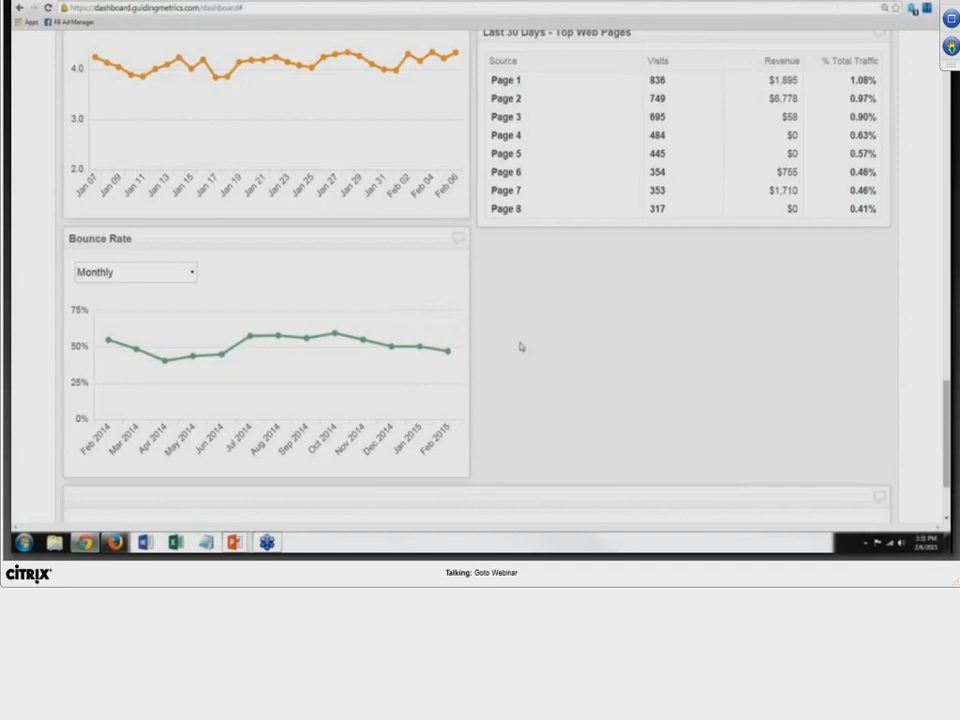 https://dashboard.guidingmetrics.com/dashboard#
Apps FB Ad Manager
4.0
3.0
2.0
Jan 07 Jan 09 Jan 11 Jan 13 Jan 15 Jan 17 Jan 19 Jan 21 Jan 23 Jan 25 Jan 27 Jan 29 Jan 31 Feb 02 Feb 04 Feb 06
Last 30 Days - Top Web Pages
Source Visits Revenue % Total Traffic
Page 1 836 $1,895 1.08%
Page 2 749 $6,778 0.97%
Page 3 695 $58 0.90%
Page 4 484 $0 0.63%
Page 5 445 $0 0.57%
Page 6 354 $755 0.46%
Page 7 353 $1,710 0.46%
Page 8 317 $0 0.41%
Bounce Rate
Monthly
75%
50%
25%
0%
Feb 2014 Mar 2014 Apr 2014 May 2014 Jun 2014 Jul 2014 Aug 2014 Sep 2014 Oct 2014 Nov 2014 Dec 2014 Jan 2015 Feb 2015
3:31 PM
2/6/2015
CITRIX
Talking: Goto Webinar